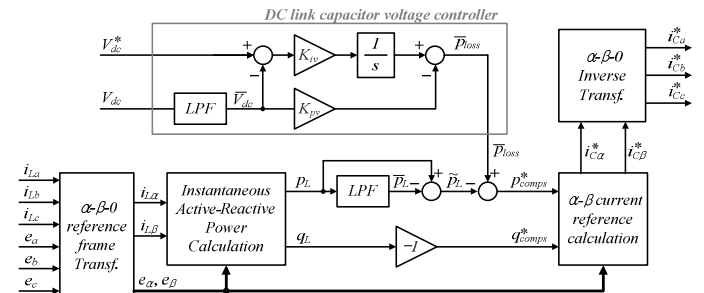 DC link capacitor voltage controller
V*dc
+
−
Kiv
1/s
+
−
p̅loss
Vdc
LPF
V̅dc
Kpv
α-β-0
Inverse
Transf.
i*Ca
i*Cb
i*Cc
p̅loss
i*Cα
i*Cβ
iLa
iLb
iLc
ea
eb
ec
α-β-0
reference
frame
Transf.
iLα
iLβ
eα, eβ
Instantaneous
Active-Reactive
Power
Calculation
pL
LPF
p̅L
−
+
p̃L
−
+
p*comps
qL
−1
q*comps
α-β current
reference
calculation